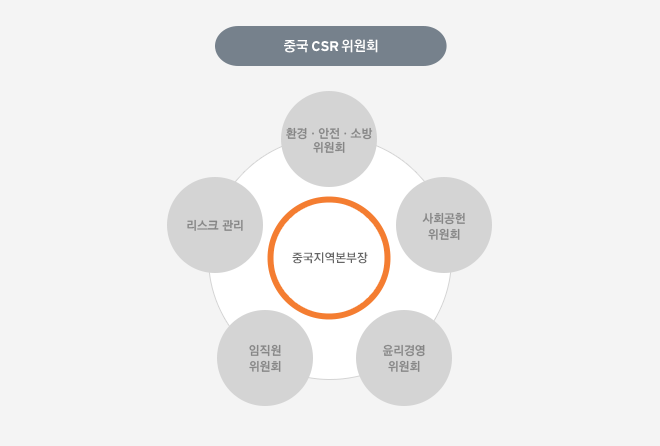 중국 CSR 위원회
환경 · 안전 · 소방
위원회
리스크 관리
사회공헌
위원회
중국지역본부장
임직원
위원회
윤리경영
위원회